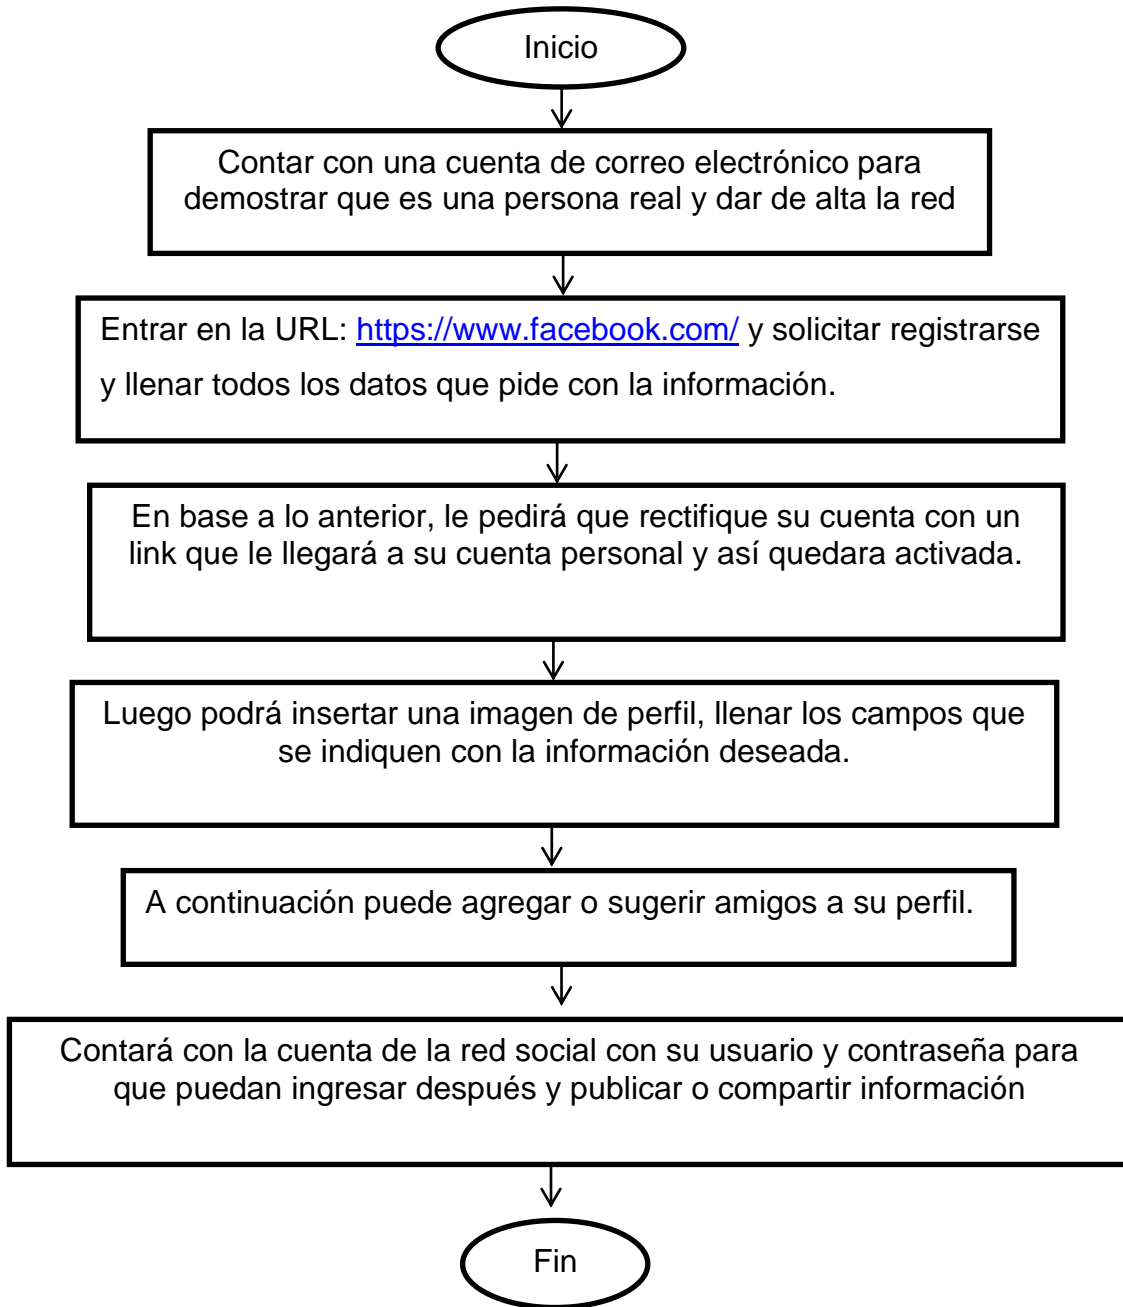 Inicio
Contar con una cuenta de correo electrónico para
demostrar que es una persona real y dar de alta la red
Entrar en la URL: https://www.facebook.com/ y solicitar registrarse
y llenar todos los datos que pide con la información.
En base a lo anterior, le pedirá que rectifique su cuenta con un
link que le llegará a su cuenta personal y así quedara activada.
Luego podrá insertar una imagen de perfil, llenar los campos que
se indiquen con la información deseada.
A continuación puede agregar o sugerir amigos a su perfil.
Contará con la cuenta de la red social con su usuario y contraseña para
que puedan ingresar después y publicar o compartir información
Fin